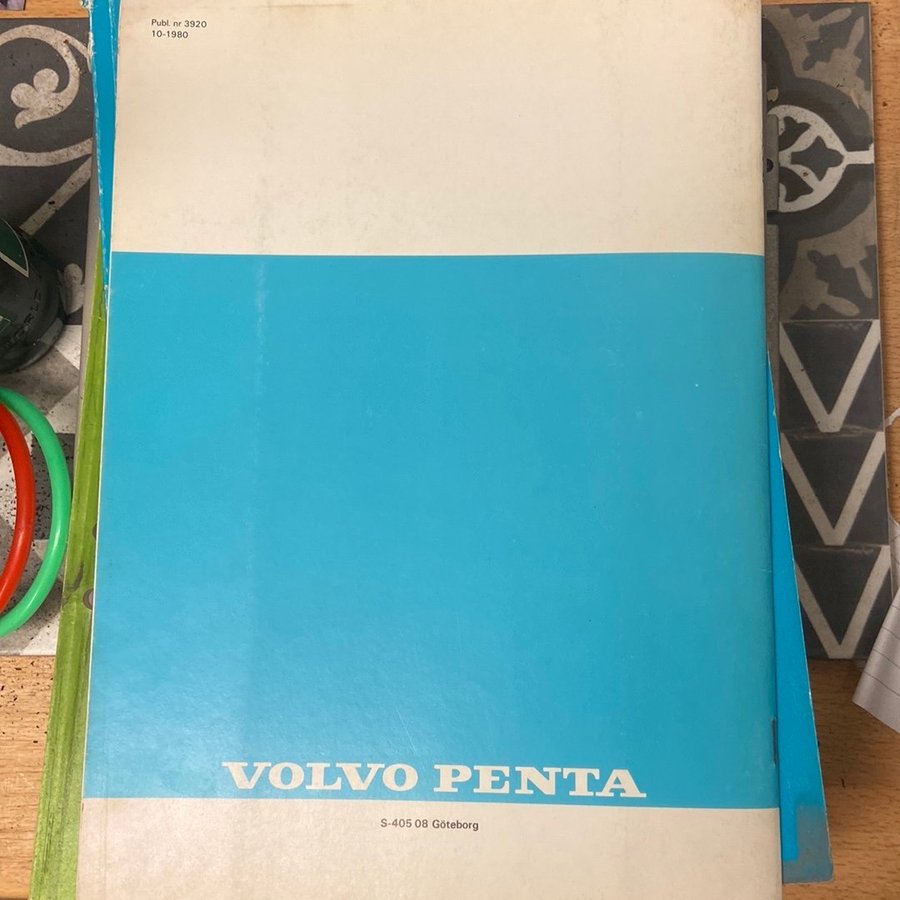 Publ. nr 3920
10-1980
VOLVO PENTA
S-405 08 Göteborg